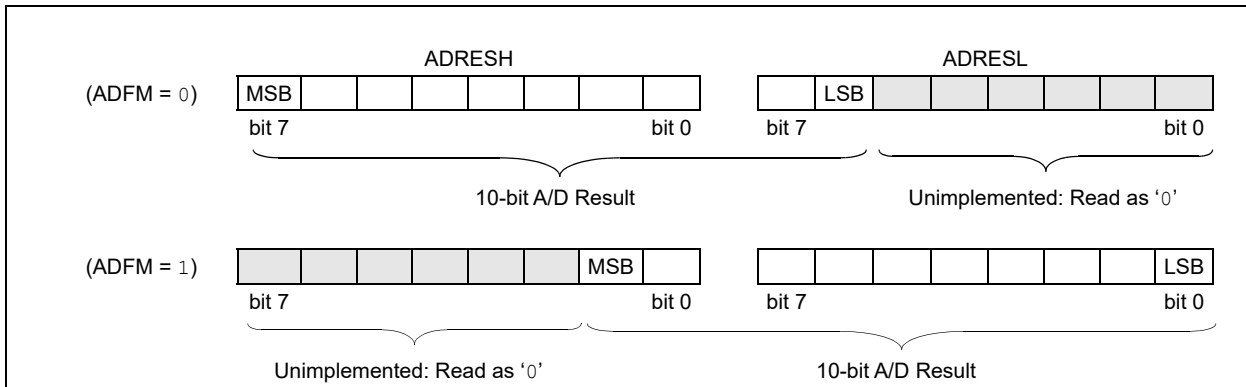 ADRESH ADRESL
(ADFM = 0) MSB LSB
bit 7 bit 0 bit 7 bit 0
10-bit A/D Result Unimplemented: Read as ‘0’
(ADFM = 1) MSB LSB
bit 7 bit 0 bit 7 bit 0
Unimplemented: Read as ‘0’ 10-bit A/D Result